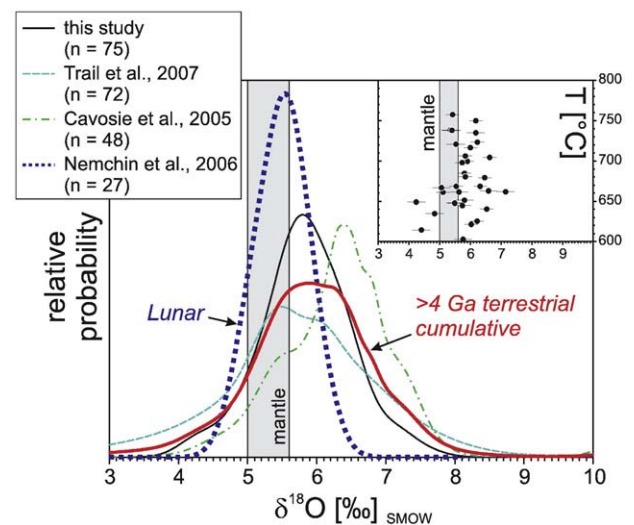 this study
(n = 75)
Trail et al., 2007
(n = 72)
Cavosie et al., 2005
(n = 48)
Nemchin et al., 2006
(n = 27)
mantle
T [°C]
800
750
700
650
600
3 4 5 6 7 8 9
relative
probability
Lunar
>4 Ga terrestrial
cumulative
mantle
3 4 5 6 7 8 9 10
δ¹⁸O [‰] SMOW